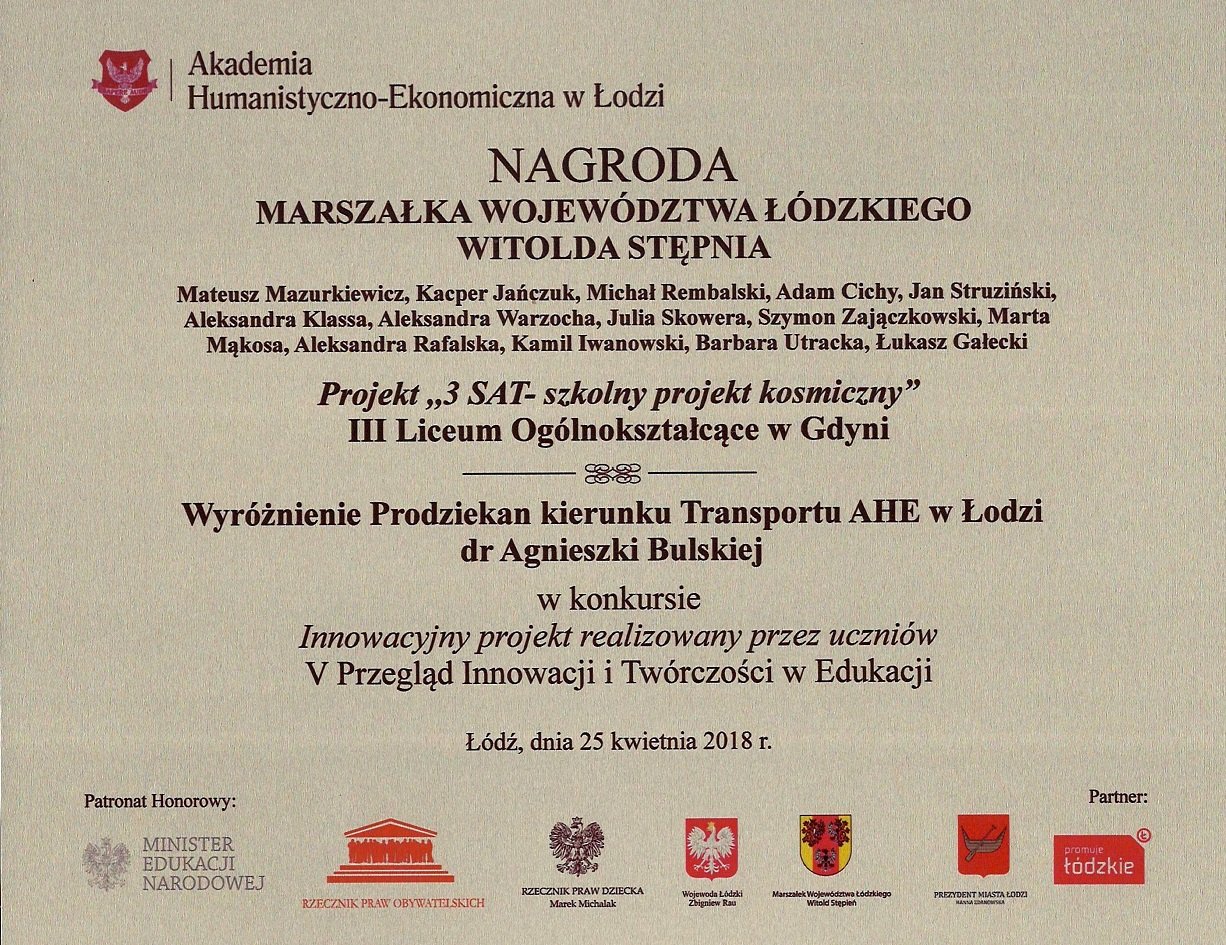 Akademia
Humanistyczno-Ekonomiczna w Łodzi
NAGRODA
MARSZAŁKA WOJEWÓDZTWA ŁÓDZKIEGO
WITOLDA STĘPNIA
Mateusz Mazurkiewicz, Kacper Jańczuk, Michał Rembalski, Adam Cichy, Jan Struziński,
Aleksandra Klassa, Aleksandra Warzocha, Julia Skowera, Szymon Zajączkowski, Marta
Mąkosa, Aleksandra Rafalska, Kamil Iwanowski, Barbara Utracka, Łukasz Gałecki
Projekt „3 SAT- szkolny projekt kosmiczny”
III Liceum Ogólnokształcące w Gdyni
Wyróżnienie Prodziekan kierunku Transportu AHE w Łodzi
dr Agnieszki Bulskiej
w konkursie
Innowacyjny projekt realizowany przez uczniów
V Przegląd Innowacji i Twórczości w Edukacji
Łódź, dnia 25 kwietnia 2018 r.
Patronat Honorowy:
Partner:
MINISTER
EDUKACJI
NARODOWEJ
RZECZNIK PRAW OBYWATELSKICH
RZECZNIK PRAW DZIECKA
Marek Michalak
Wojewoda Łódzki
Zbigniew Rau
Marszałek Województwa Łódzkiego
Witold Stępień
PREZYDENT MIASTA ŁODZI
HANNA ZDANOWSKA
promuje
łódzkie